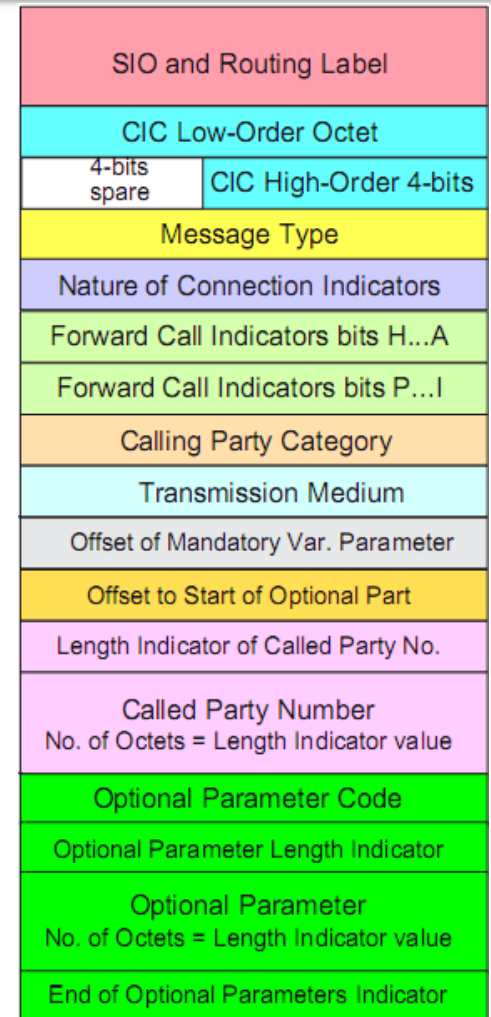 SIO and Routing Label
CIC Low-Order Octet
4-bits
spare
CIC High-Order 4-bits
Message Type
Nature of Connection Indicators
Forward Call Indicators bits H...A
Forward Call Indicators bits P...I
Calling Party Category
Transmission Medium
Offset of Mandatory Var. Parameter
Offset to Start of Optional Part
Length Indicator of Called Party No.
Called Party Number
No. of Octets = Length Indicator value
Optional Parameter Code
Optional Parameter Length Indicator
Optional Parameter
No. of Octets = Length Indicator value
End of Optional Parameters Indicator